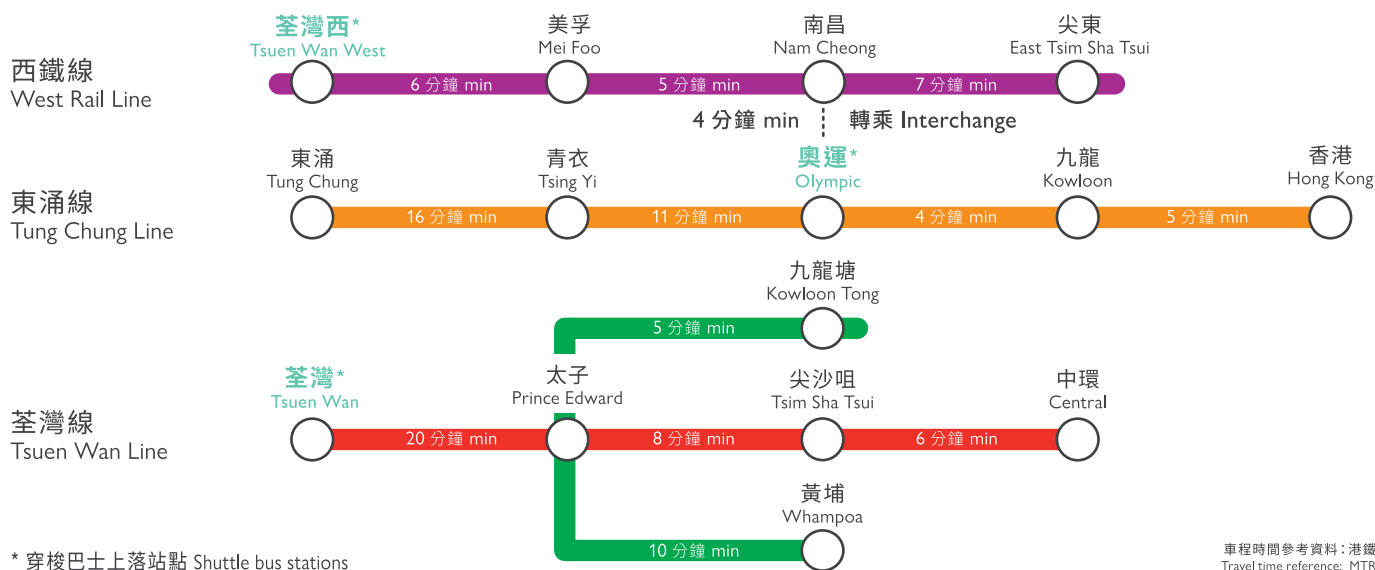 西鐵線
West Rail Line
荃灣西*
Tsuen Wan West
美孚
Mei Foo
南昌
Nam Cheong
尖東
East Tsim Sha Tsui
6 分鐘 min
5 分鐘 min
7 分鐘 min
4 分鐘 min
轉乘 Interchange
東涌線
Tung Chung Line
東涌
Tung Chung
青衣
Tsing Yi
奧運*
Olympic
九龍
Kowloon
香港
Hong Kong
16 分鐘 min
11 分鐘 min
4 分鐘 min
5 分鐘 min
九龍塘
Kowloon Tong
5 分鐘 min
荃灣線
Tsuen Wan Line
荃灣*
Tsuen Wan
太子
Prince Edward
尖沙咀
Tsim Sha Tsui
中環
Central
20 分鐘 min
8 分鐘 min
6 分鐘 min
黃埔
Whampoa
10 分鐘 min
* 穿梭巴士上落站點 Shuttle bus stations
車程時間參考資料：港鐵
Travel time reference: MTR